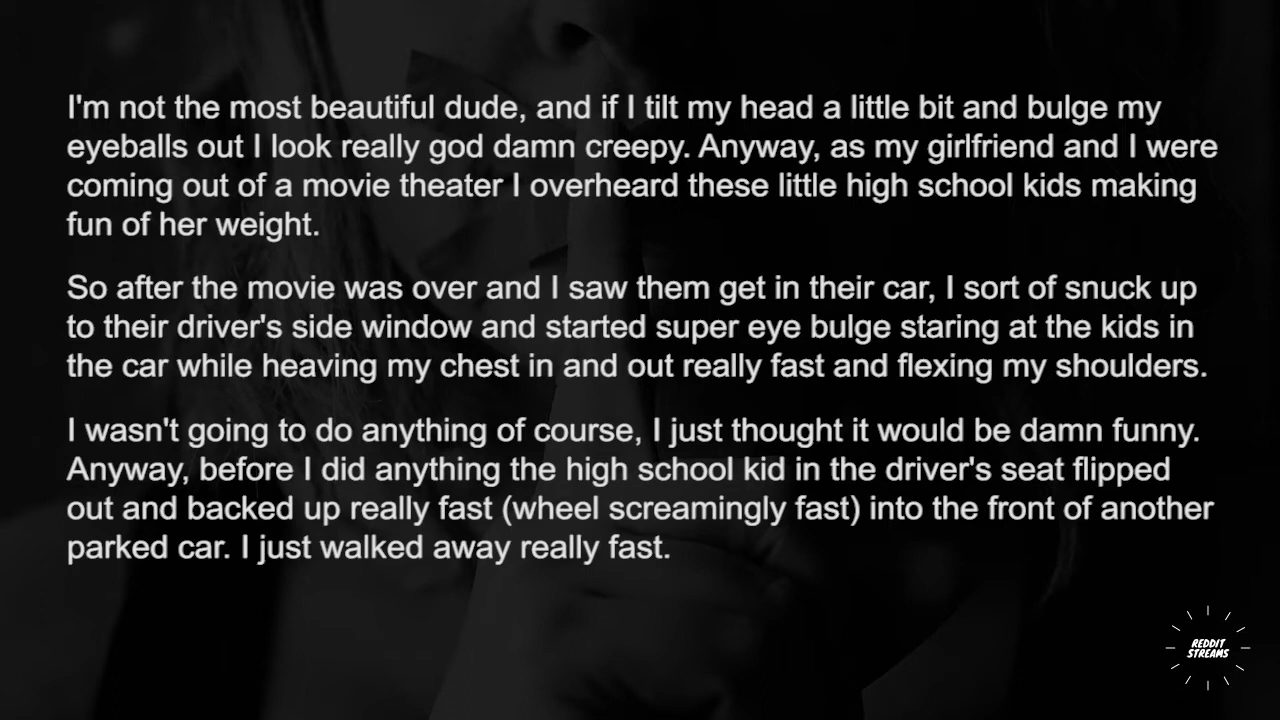 I'm not the most beautiful dude, and if I tilt my head a little bit and bulge my
eyeballs out I look really god damn creepy. Anyway, as my girlfriend and I were
coming out of a movie theater I overheard these little high school kids making
fun of her weight.
So after the movie was over and I saw them get in their car, I sort of snuck up
to their driver's side window and started super eye bulge staring at the kids in
the car while heaving my chest in and out really fast and flexing my shoulders.
I wasn't going to do anything of course, I just thought it would be damn funny.
Anyway, before I did anything the high school kid in the driver's seat flipped
out and backed up really fast (wheel screamingly fast) into the front of another
parked car. I just walked away really fast.
REDDIT
STREAMS